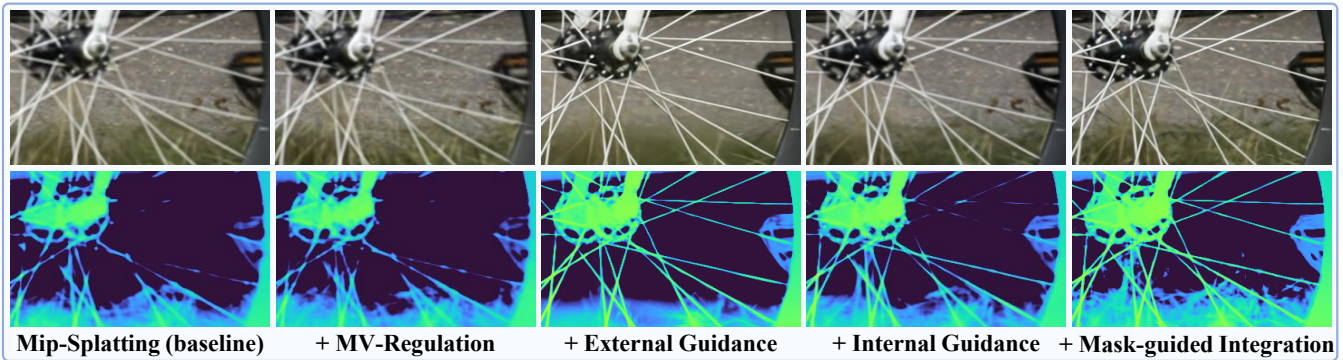 Mip-Splatting (baseline) + MV-Regulation + External Guidance + Internal Guidance + Mask-guided Integration